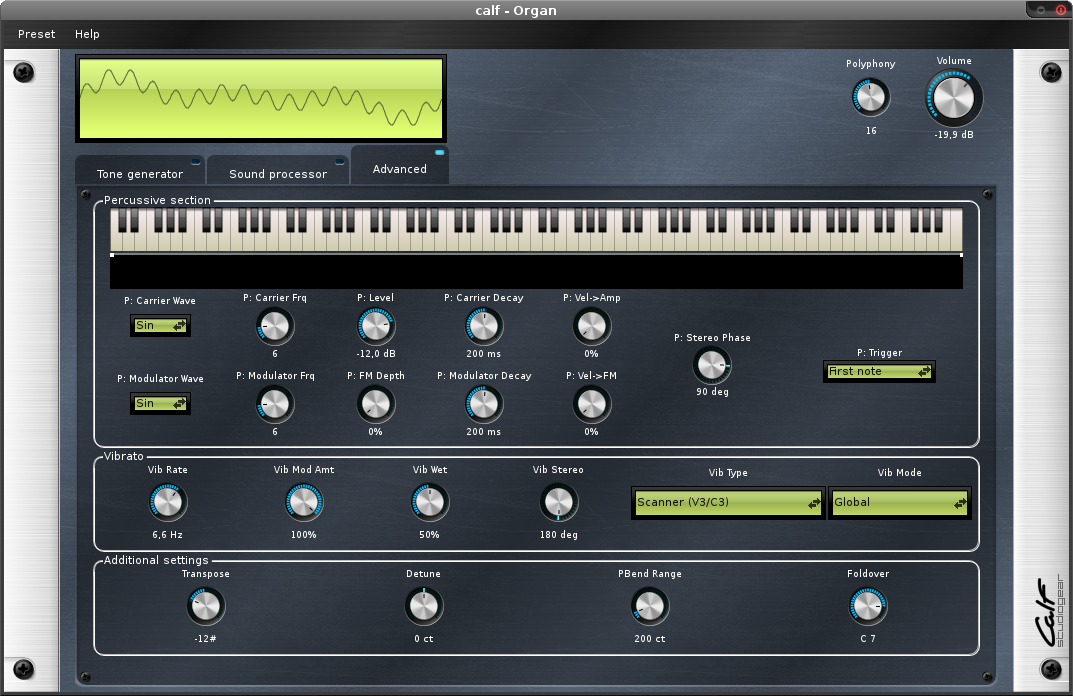 calf - Organ
Preset Help
Polyphony
Volume
16
-19,9 dB
Tone generator
Sound processor
Advanced
Percussive section
P: Carrier Wave
P: Carrier Frq
P: Level
P: Carrier Decay
P: Vel->Amp
Sin
6
-12,0 dB
200 ms
0%
P: Stereo Phase
90 deg
P: Trigger
First note
P: Modulator Wave
P: Modulator Frq
P: FM Depth
P: Modulator Decay
P: Vel->FM
Sin
6
0%
200 ms
0%
Vibrato
Vib Rate
Vib Mod Amt
Vib Wet
Vib Stereo
Vib Type
Vib Mode
Scanner (V3/C3)
Global
6,6 Hz
100%
50%
180 deg
Additional settings
Transpose
Detune
PBend Range
Foldover
-12#
0 ct
200 ct
C 7
Calf
studiogear